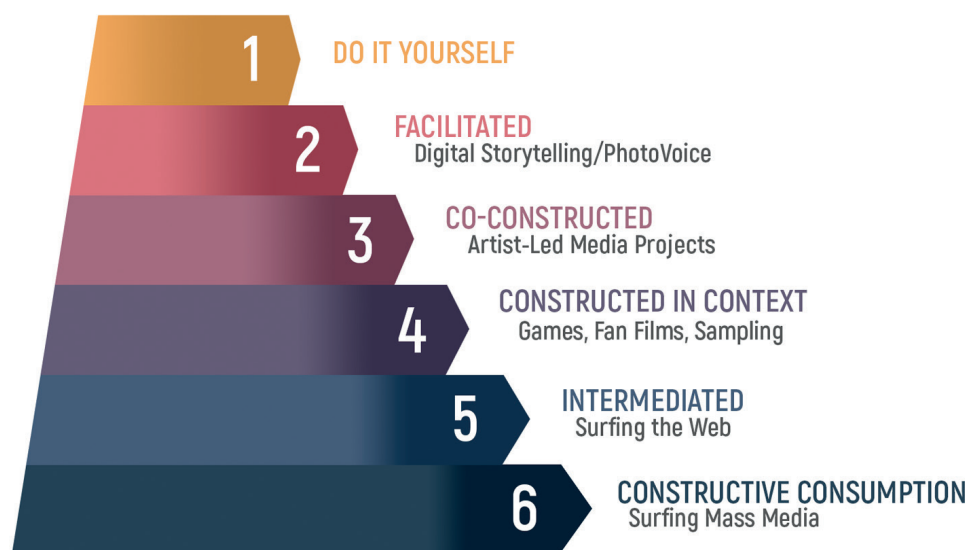 1
DO IT YOURSELF
2
FACILITATED
Digital Storytelling/PhotoVoice
3
CO-CONSTRUCTED
Artist-Led Media Projects
4
CONSTRUCTED IN CONTEXT
Games, Fan Films, Sampling
5
INTERMEDIATED
Surfing the Web
6
CONSTRUCTIVE CONSUMPTION
Surfing Mass Media